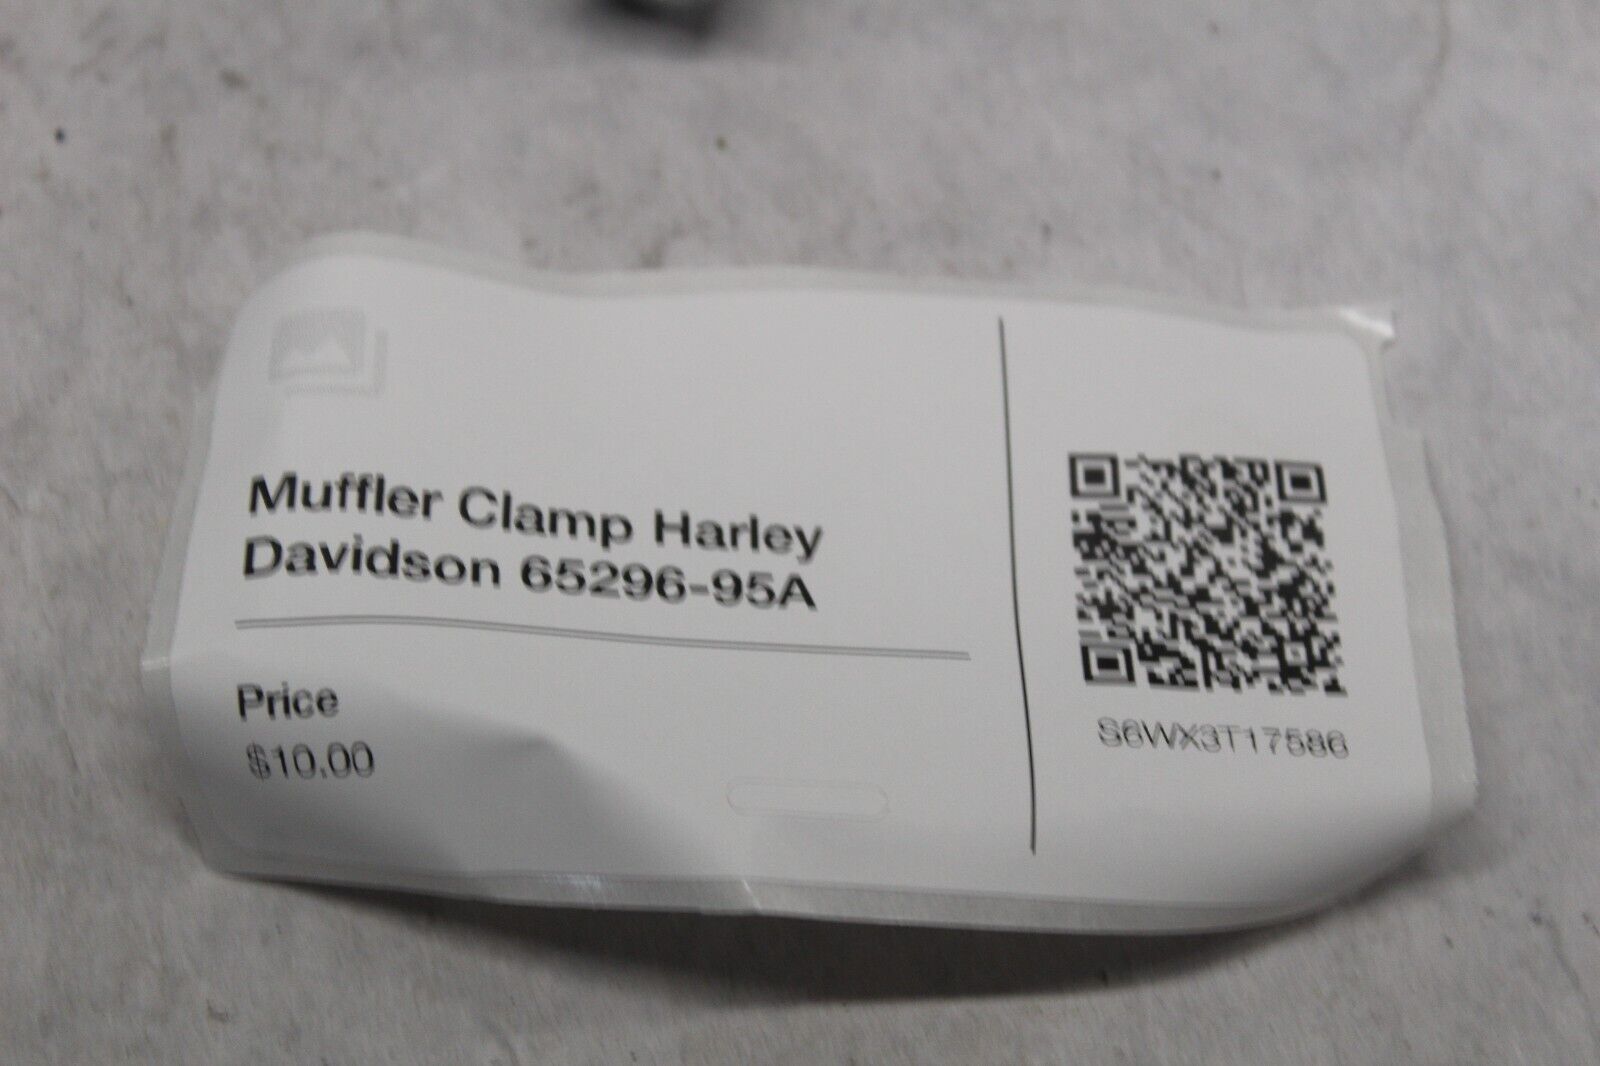 Muffler Clamp Harley
Davidson 65296-95A
Price
$10.00
S6WX3T17586